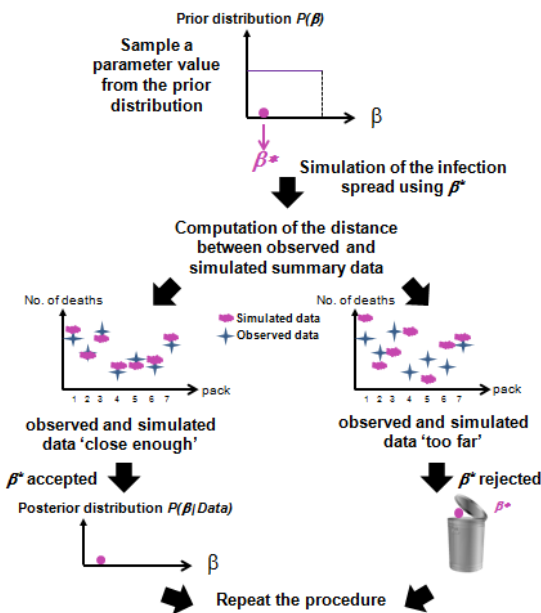 Prior distribution P(β)
Sample a
parameter value
from the prior
distribution
β
β*
Simulation of the infection
spread using β*
Computation of the distance
between observed and
simulated summary data
No. of deaths
Simulated data
Observed data
pack
1 2 3 4 5 6 7
observed and simulated
data 'close enough'
No. of deaths
pack
1 2 3 4 5 6 7
observed and simulated
data 'too far'
β* accepted
β* rejected
Posterior distribution P(β|Data)
β
β*
Repeat the procedure